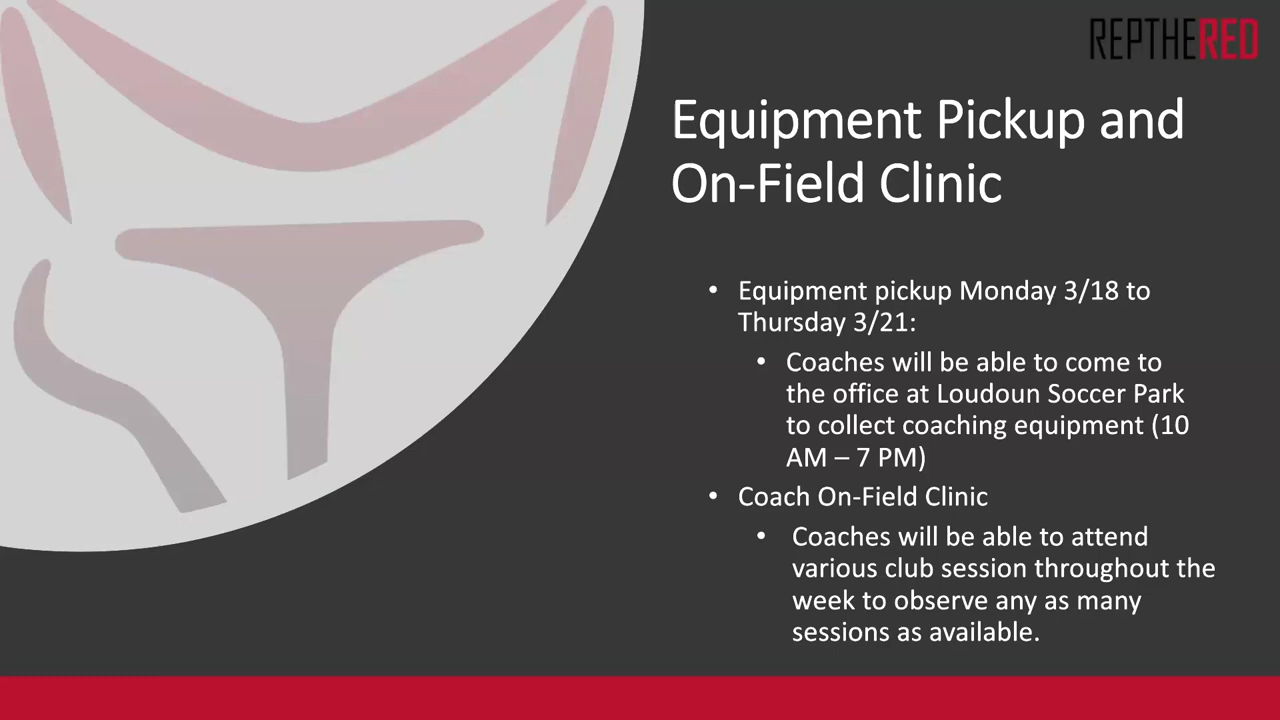 REPTHERED
Equipment Pickup and
On-Field Clinic
• Equipment pickup Monday 3/18 to
Thursday 3/21:
• Coaches will be able to come to
the office at Loudoun Soccer Park
to collect coaching equipment (10
AM – 7 PM)
• Coach On-Field Clinic
• Coaches will be able to attend
various club session throughout the
week to observe any as many
sessions as available.